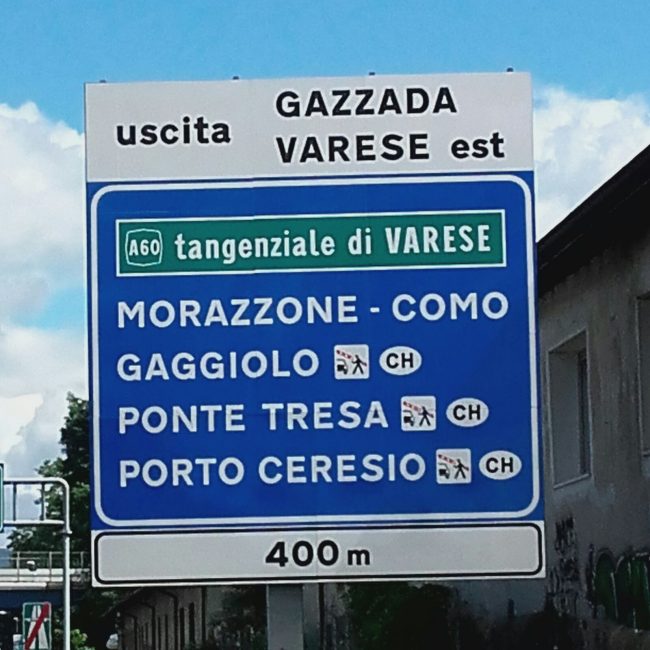 uscita GAZZADA
VARESE est
A60 tangenziale di VARESE
MORAZZONE - COMO
GAGGIOLO CH
PONTE TRESA CH
PORTO CERESIO CH
400 m